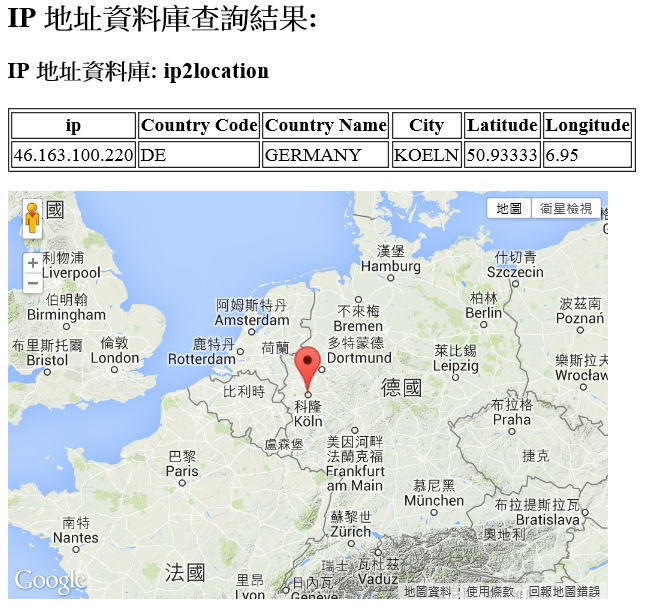 IP 地址資料庫查詢結果:
IP 地址資料庫: ip2location
ip Country Code Country Name City Latitude Longitude
46.163.100.220 DE GERMANY KOELN 50.93333 6.95
國
地圖 衛星檢視
利物浦
Liverpool
漢堡
Hamburg
什切青
Szczecin
伯明翰
Birmingham
阿姆斯特丹
Amsterdam
不來梅
Bremen
柏林
Berlin
波茲南
Poznań
布里斯托爾
Bristol
倫敦
London
鹿特丹
Rotterdam
荷蘭
多特蒙德
Dortmund
萊比錫
Leipzig
樂斯拉夫
Wrocław
比利時
科隆
Köln
德國
布拉格
Praha
盧森堡
美因河畔
法蘭克福
Frankfurt
am Main
捷克
巴黎
Paris
慕尼黑
München
布拉提斯拉瓦
Bratislava
南特
Nantes
蘇黎世
Zürich
奧地利
法國
里昂
Lyon
瑞士
日內瓦
Geneve
瓦杜茲
Vaduz
Google
地圖資料 使用條款 回報地圖錯誤